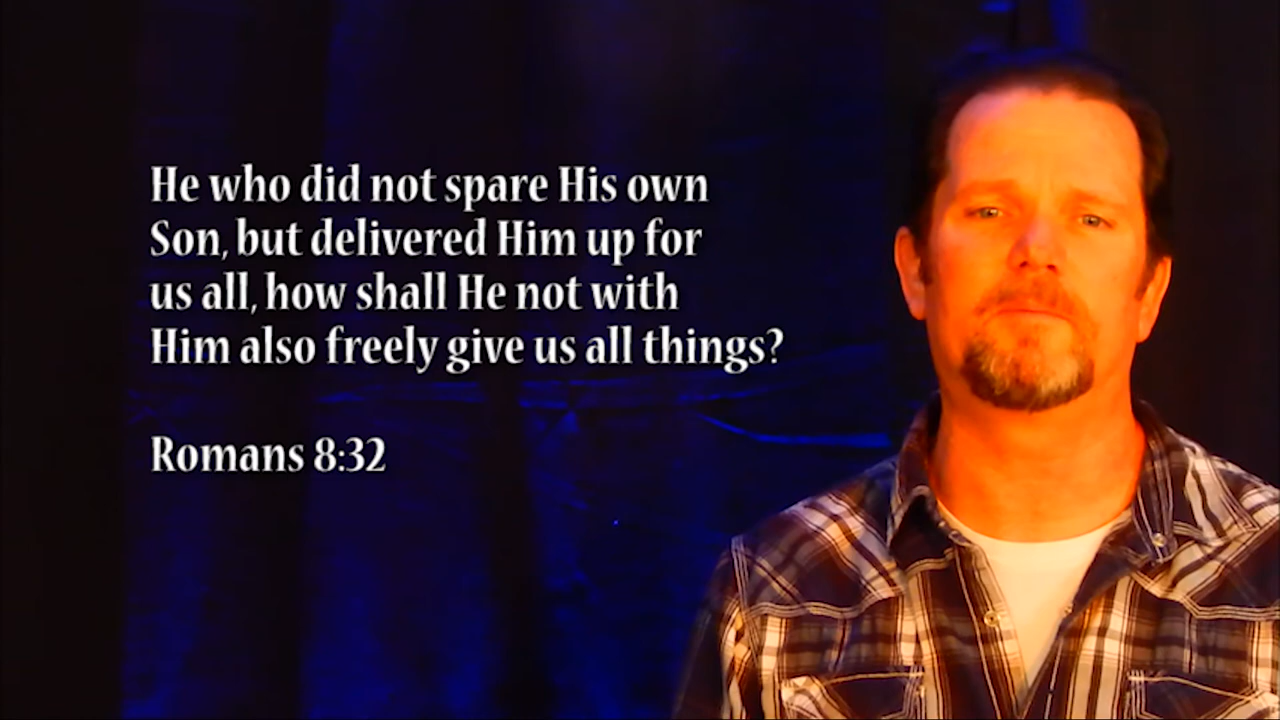 He who did not spare His own
Son, but delivered Him up for
us all, how shall He not with
Him also freely give us all things?
Romans 8:32